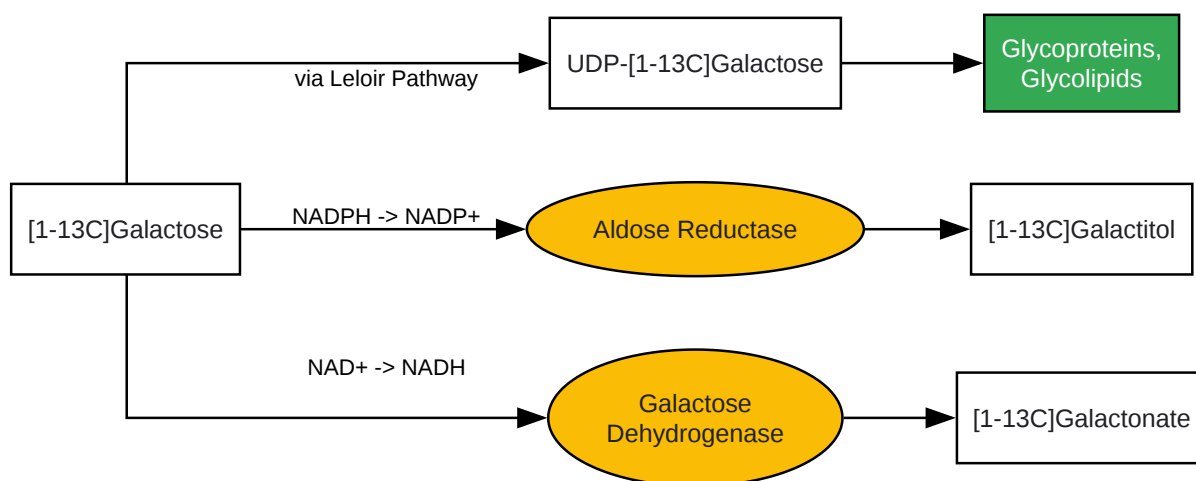 via Leloir Pathway
UDP-[1-13C]Galactose
Glycoproteins,
Glycolipids
[1-13C]Galactose
NADPH -> NADP+
Aldose Reductase
[1-13C]Galactitol
NAD+ -> NADH
Galactose
Dehydrogenase
[1-13C]Galactonate